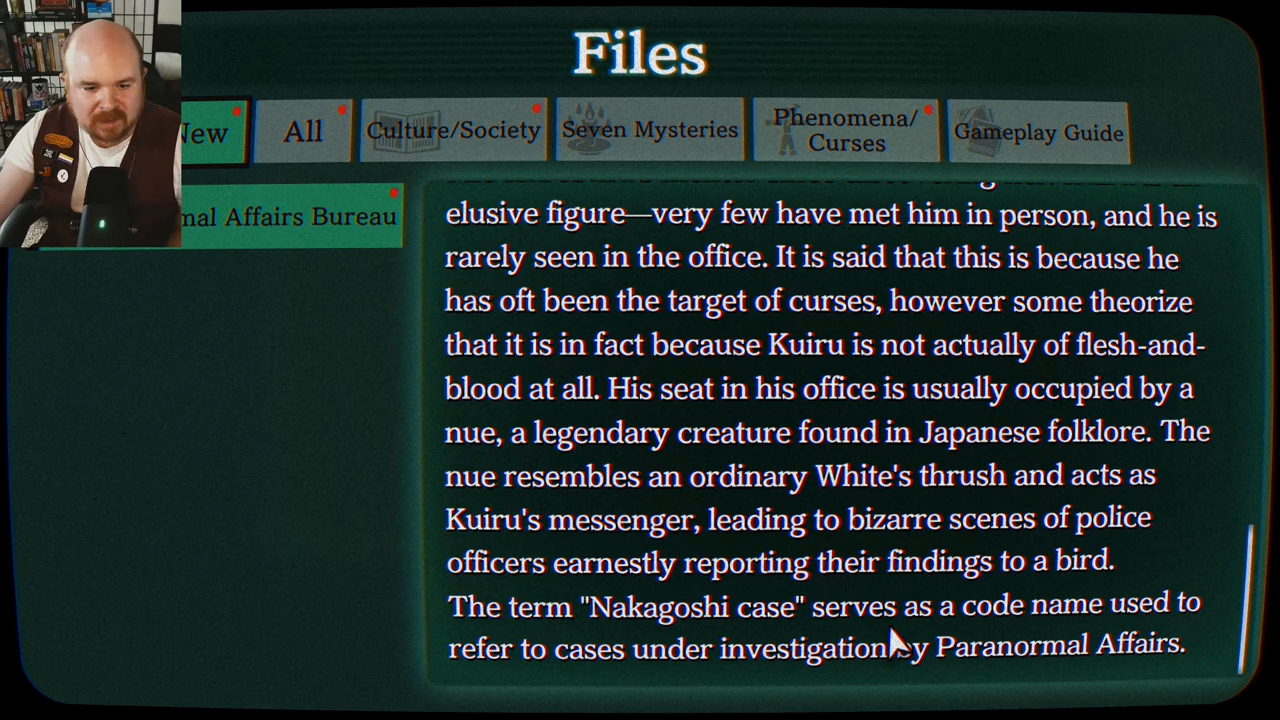 Files
New
All
Culture/Society
Seven Mysteries
Phenomena/
Curses
Gameplay Guide
Affairs Bureau
elusive figure—very few have met him in person, and he is
rarely seen in the office. It is said that this is because he
has oft been the target of curses, however some theorize
that it is in fact because Kuiru is not actually of flesh-and-
blood at all. His seat in his office is usually occupied by a
nue, a legendary creature found in Japanese folklore. The
nue resembles an ordinary White's thrush and acts as
Kuiru's messenger, leading to bizarre scenes of police
officers earnestly reporting their findings to a bird.
The term "Nakagoshi case" serves as a code name used to
refer to cases under investigation by Paranormal Affairs.